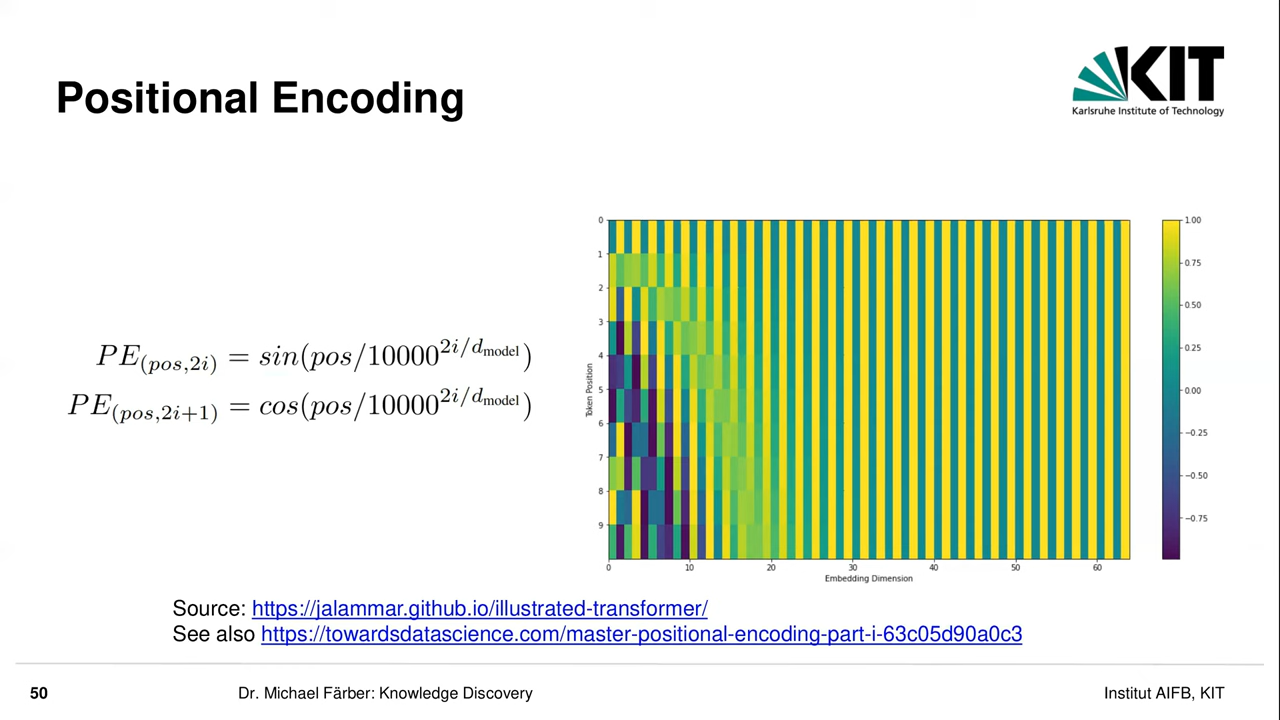 Positional Encoding
KIT
Karlsruhe Institute of Technology
PE(pos,2i) = sin(pos/10000^2i/dmodel)
PE(pos,2i+1) = cos(pos/10000^2i/dmodel)
Token Position
0
1
2
3
4
5
6
7
8
9
0 10 20 30 40 50 60
Embedding Dimension
1.00
0.75
0.50
0.25
0.00
−0.25
−0.50
−0.75
Source: https://jalammar.github.io/illustrated-transformer/
See also https://towardsdatascience.com/master-positional-encoding-part-i-63c05d90a0c3
50 Dr. Michael Färber: Knowledge Discovery Institut AIFB, KIT